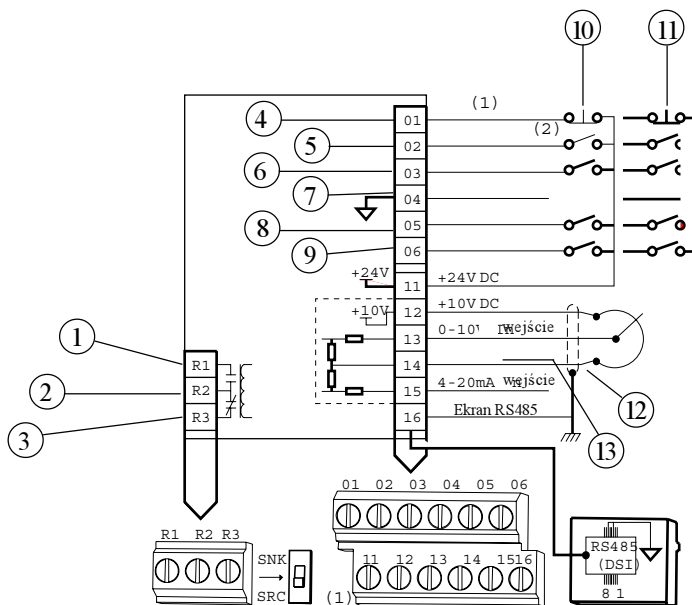 10 11
(1)
4 01
(2)
5 02
6 03
7 04
8 05
9 06
+24V 11 +24V DC
+10V 12 +10V DC
13 0-10V wejście
1 R1 14
2 R2 15 4-20mA wejście
12
3 R3 16 Ekran RS485
13
01 02 03 04 05 06
R1 R2 R3
SNK
SRC
11 12 13 14 15 16
(1)
RS485
(DSI)
8 1